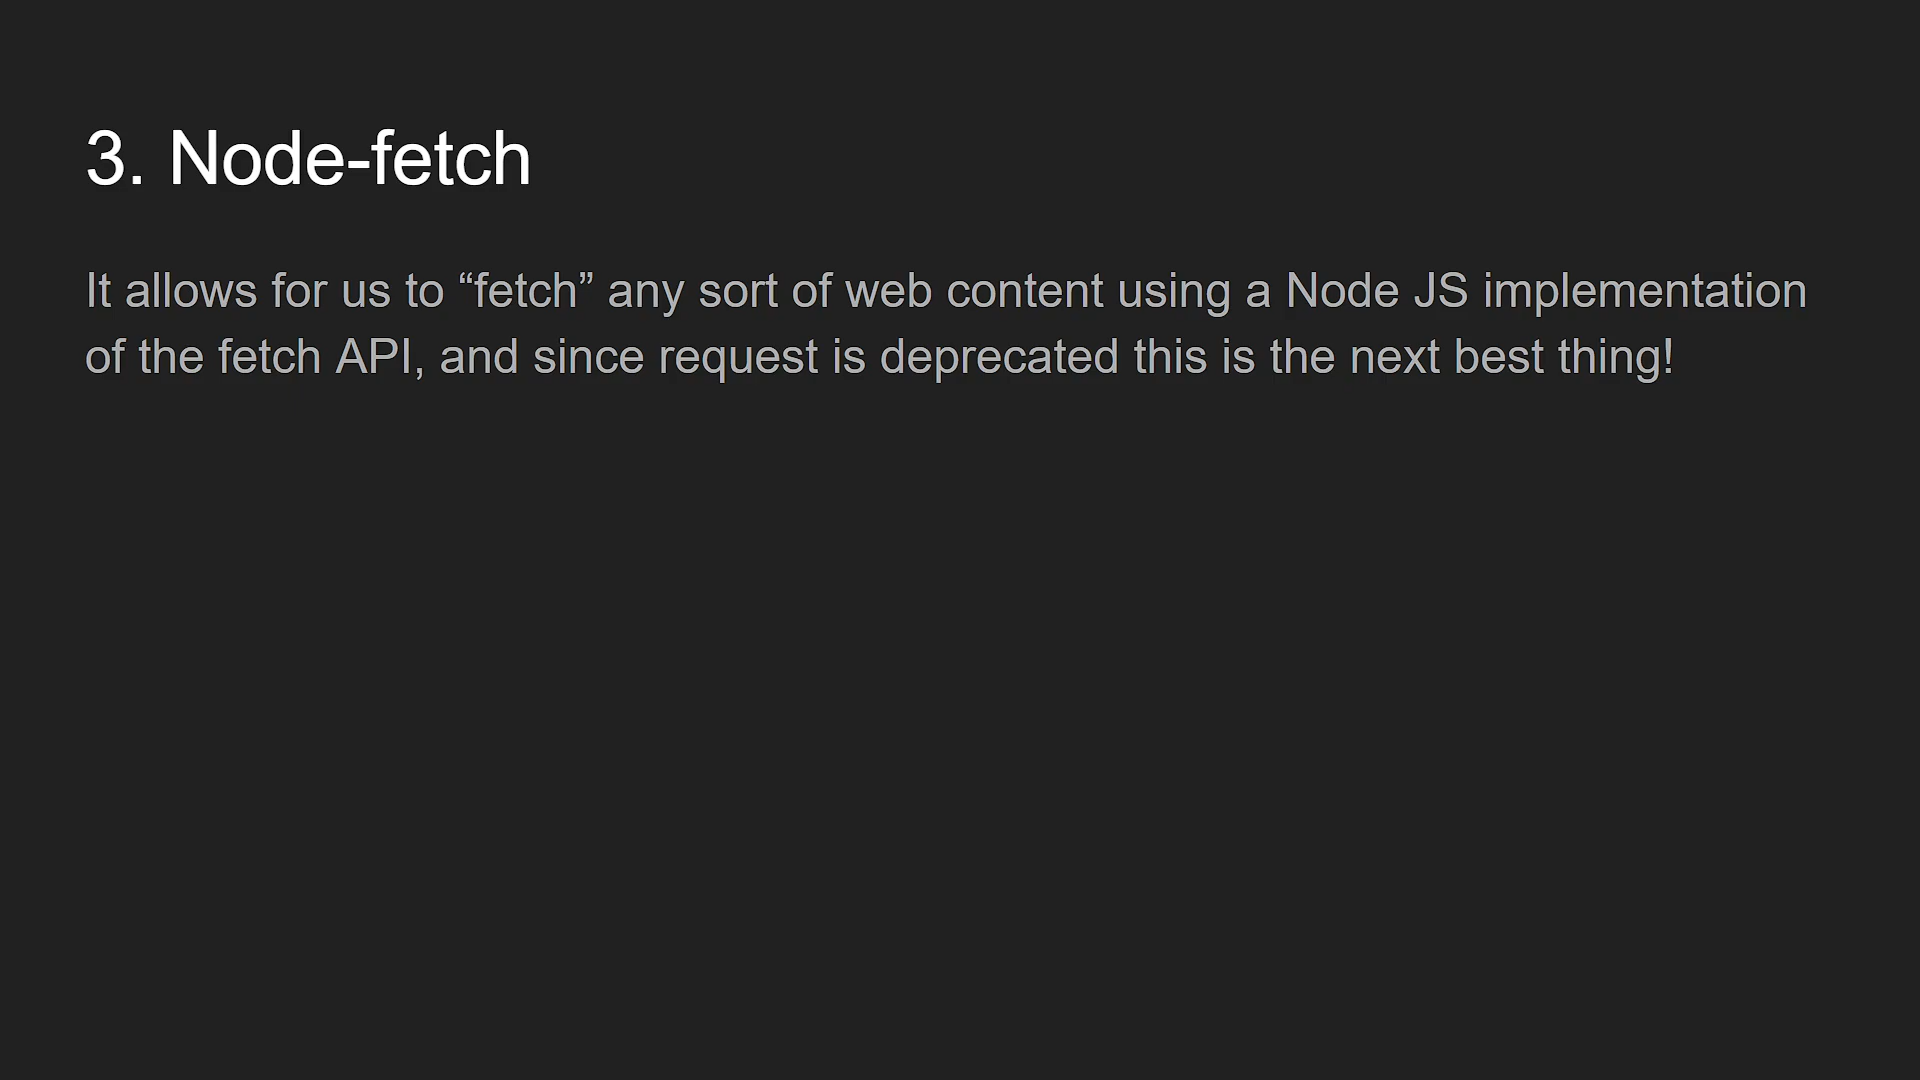 3. Node-fetch
It allows for us to “fetch” any sort of web content using a Node JS implementation
of the fetch API, and since request is deprecated this is the next best thing!